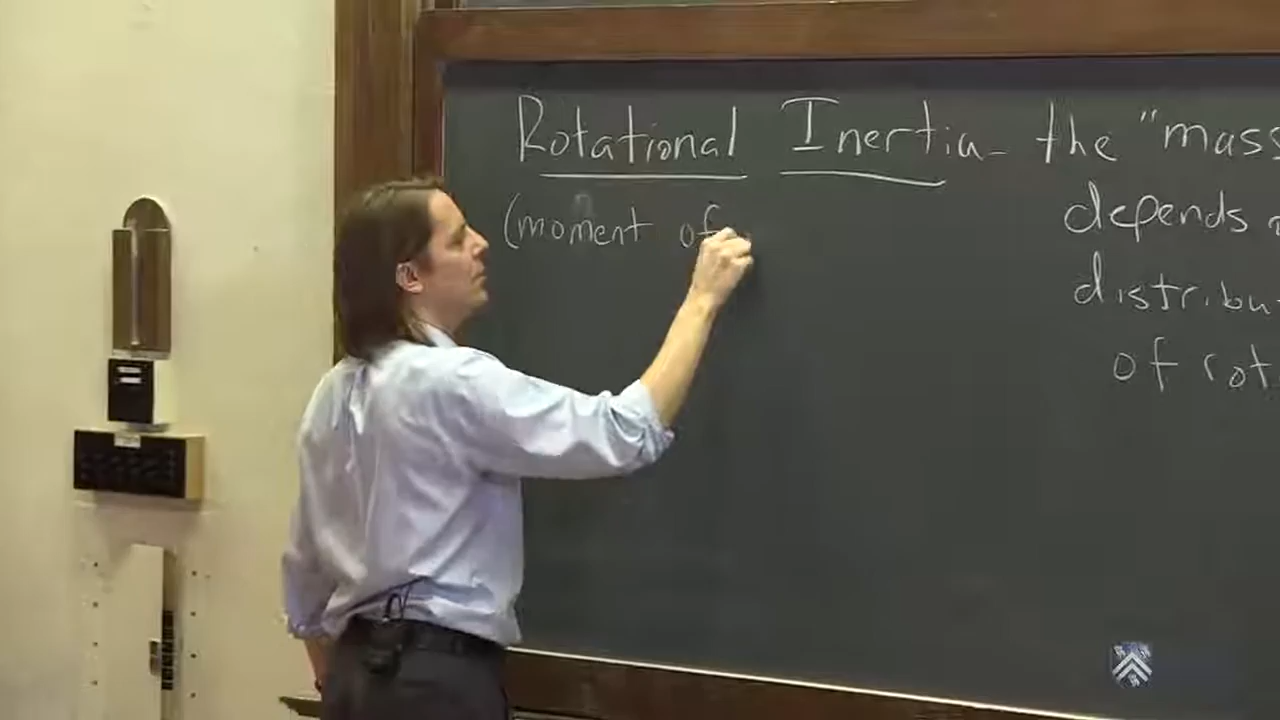 Rotational Inertia - the "mass
(moment of
depends
distribu
of rot